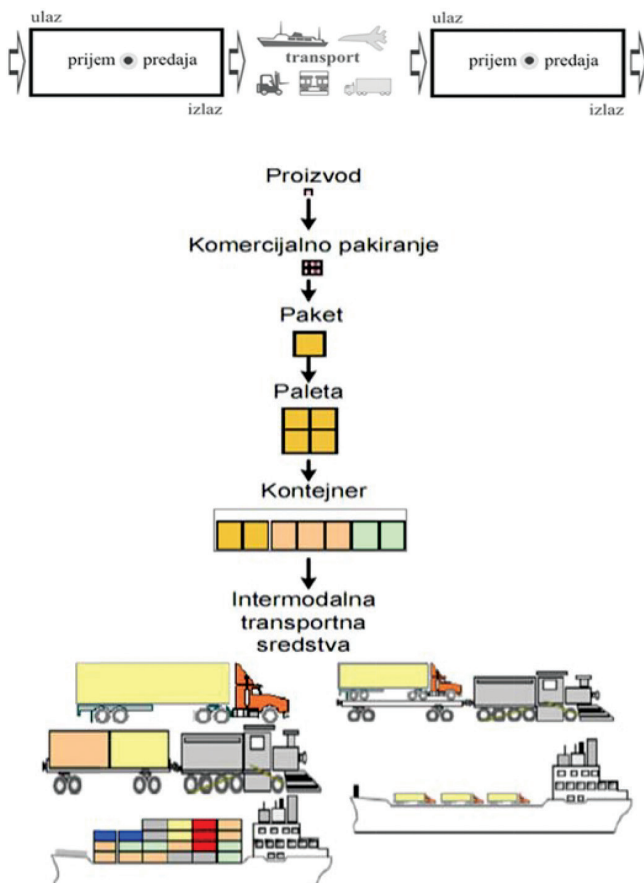 ulaz
prijem predaja
izlaz
transport
ulaz
prijem predaja
izlaz
Proizvod
Komercijalno pakiranje
Paket
Paleta
Kontejner
Intermodalna
transportna
sredstva